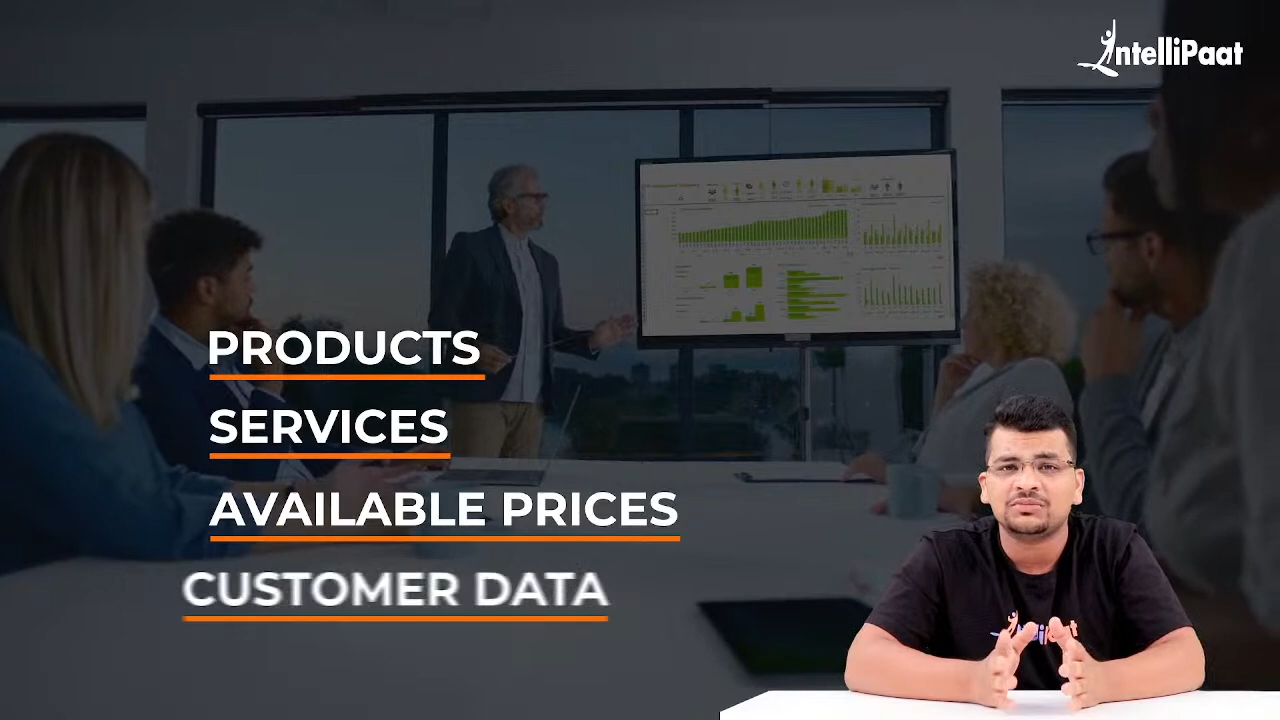 IntelliPaat
PRODUCTS
SERVICES
AVAILABLE PRICES
CUSTOMER DATA